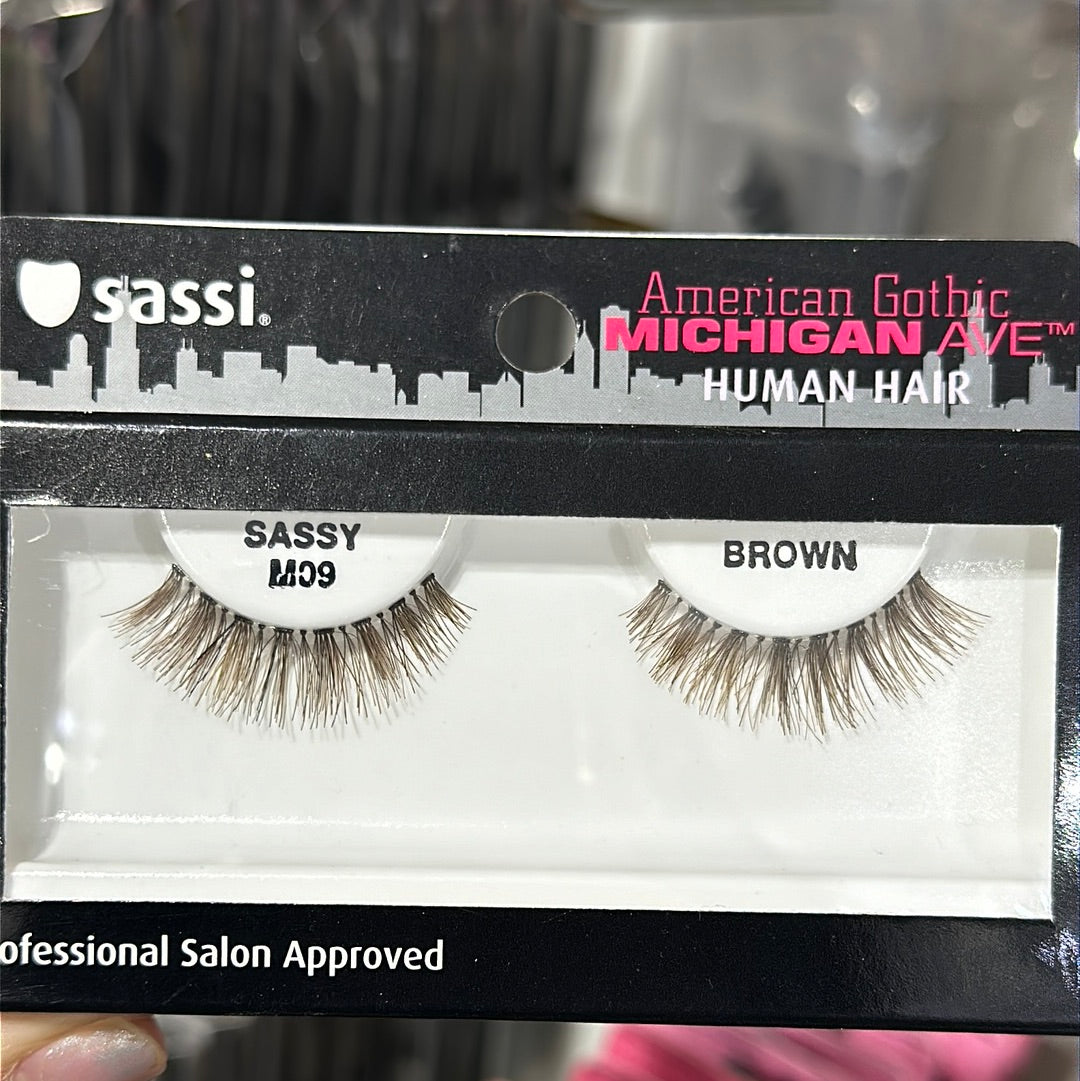 sassi®
American Gothic
MICHIGAN AVE™
HUMAN HAIR
SASSY
M09
BROWN
ofessional Salon Approved